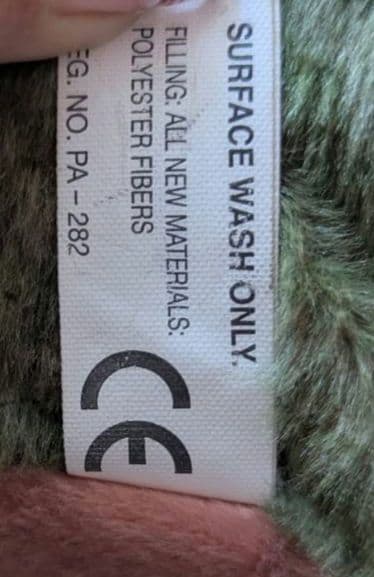 SURFACE WASH ONLY.
FILLING: ALL NEW MATERIALS:
POLYESTER FIBERS
EG. NO. PA – 282
CE